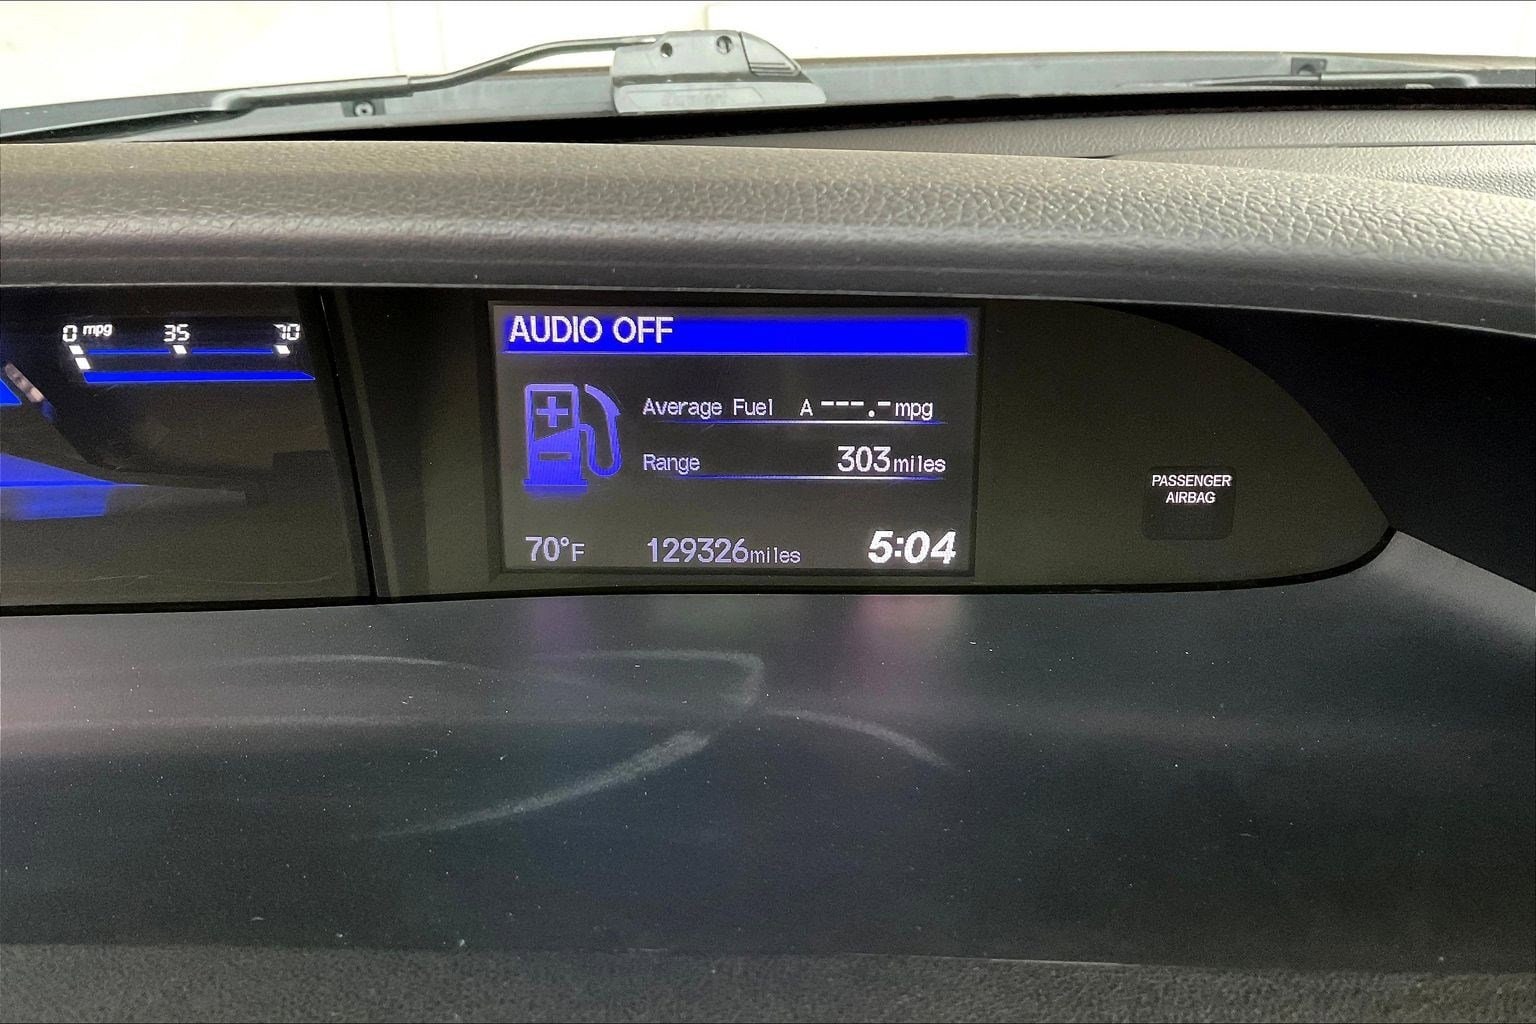 0 mpg 35 70
AUDIO OFF
Average Fuel A ---.- mpg
Range 303 miles
70°F 129326 miles 5:04
PASSENGER
AIRBAG